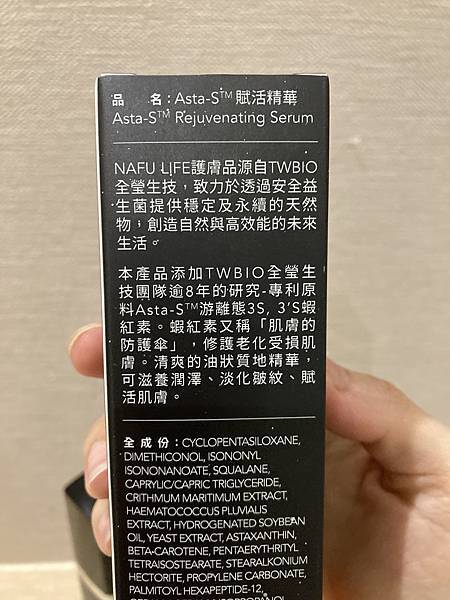 品　　名：Asta-S™ 賦活精華
Asta-S™ Rejuvenating Serum
NAFU LIFE護膚品源自TWBIO
全瑩生技，致力於透過安全益
生菌提供穩定及永續的天然
物，創造自然與高效能的未來
生活。
本產品添加TWBIO全瑩生
技團隊逾8年的研究-專利原
料Asta-S™游離態3S, 3’S蝦
紅素。蝦紅素又稱「肌膚的
防護傘」，修護老化受損肌
膚。清爽的油狀質地精華，
可滋養潤澤、淡化皺紋、賦
活肌膚。
全成份：CYCLOPENTASILOXANE,
DIMETHICONOL, ISONONYL
ISONONANOATE, SQUALANE,
CAPRYLIC/CAPRIC TRIGLYCERIDE,
CRITHMUM MARITIMUM EXTRACT,
HAEMATOCOCCUS PLUVIALIS
EXTRACT, HYDROGENATED SOYBEAN
OIL, YEAST EXTRACT, ASTAXANTHIN,
BETA-CAROTENE, PENTAERYTHRITYL
TETRAISOSTEARATE, STEARALKONIUM
HECTORITE, PROPYLENE CARBONATE,
PALMITOYL HEXAPEPTIDE-12,